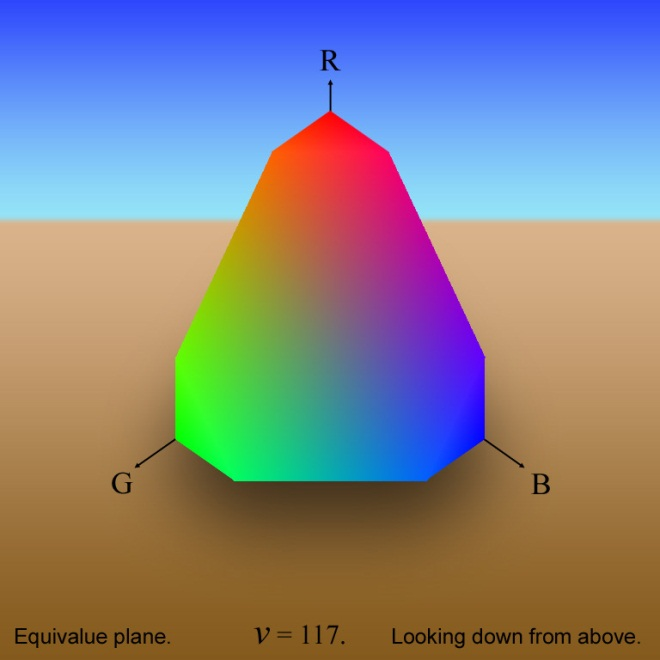 R
G
B
Equivalue plane. v = 117. Looking down from above.